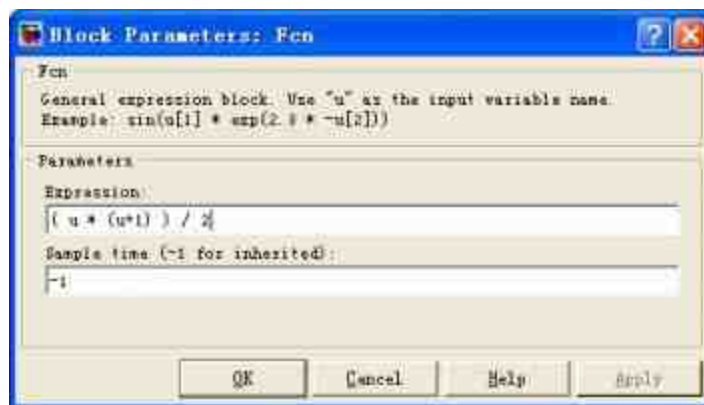 Block Parameters: Fcn
Fcn
General expression block. Use "u" as the input variable name.
Example: sin(u[1] * exp(2.3 * -u[2]))
Parameters
Expression:
( u * (u+1) ) / 2
Sample time (-1 for inherited):
-1
OK Cancel Help Apply